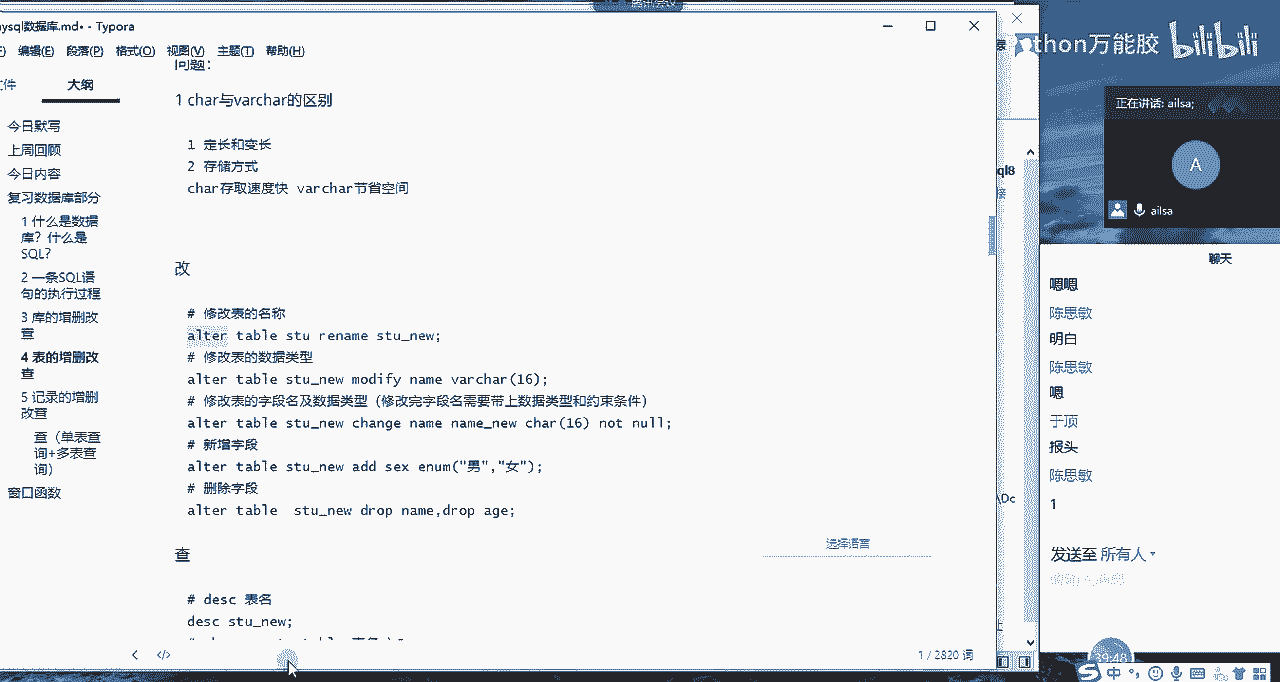 ysql数据库.md• - Typora
编辑(E) 段落(P) 格式(O) 视图(V) 主题(T) 帮助(H)
大纲
今日默写
上周回顾
今日内容
复习数据库部分
1 什么是数据
库？什么是
SQL?
2 一条SQL语
句的执行过程
3 库的增删改
查
4 表的增删改
查
5 记录的增删
改查
查（单表查
询+多表查
询）
窗口函数
问题：
1 char与varchar的区别
1 定长和变长
2 存储方式
char存取速度快 varchar节省空间
改
# 修改表的名称
alter table stu rename stu_new;
# 修改表的数据类型
alter table stu_new modify name varchar(16);
# 修改表的字段名及数据类型（修改完字段名需要带上数据类型和约束条件）
alter table stu_new change name name_new char(16) not null;
# 新增字段
alter table stu_new add sex enum("男","女");
# 删除字段
alter table stu_new drop name,drop age;
选择语言
查
# desc 表名
desc stu_new;
</> 1 / 2820 词
ql8
\Dc
thon万能胶 bilibili
正在讲话: ailsa;
A
ailsa
聊天
嗯嗯
陈思敏
明白
陈思敏
嗯
于顶
报头
陈思敏
1
发送至 所有人
39:48
中